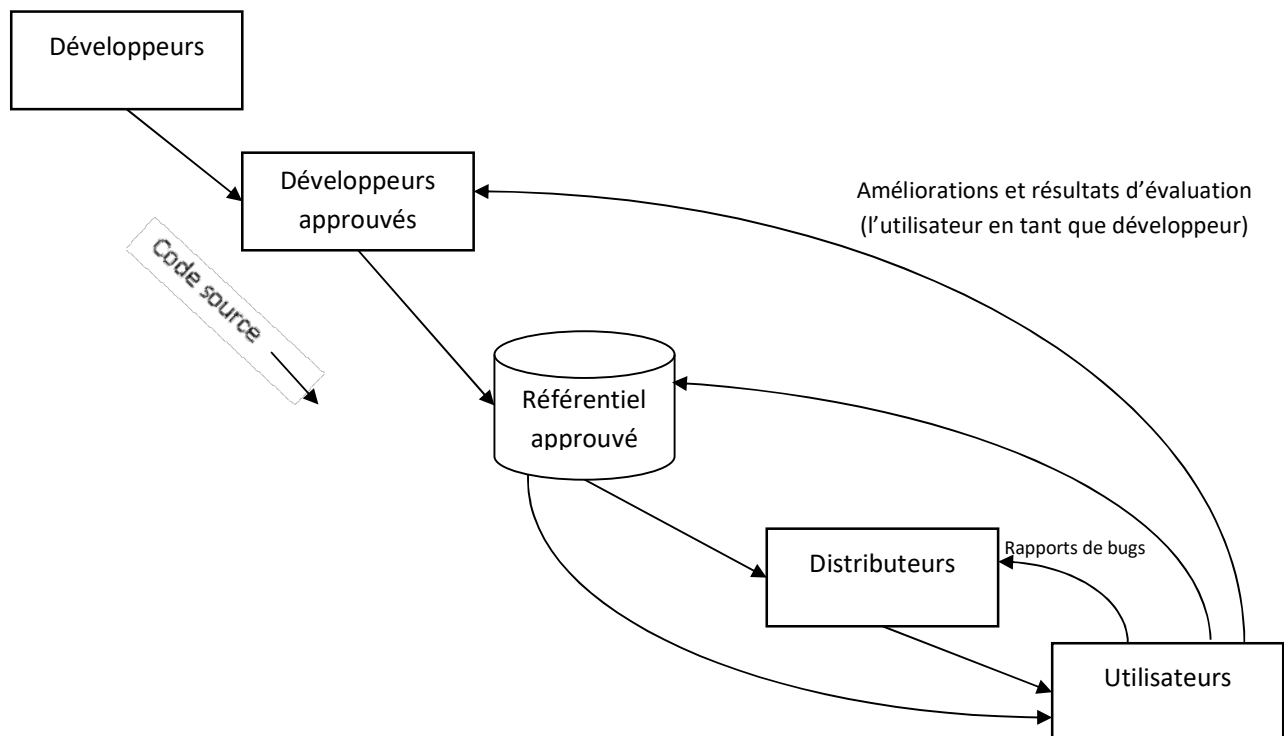 Développeurs
Développeurs
approuvés
Améliorations et résultats d’évaluation
(l’utilisateur en tant que développeur)
Code source
Référentiel
approuvé
Distributeurs
Rapports de bugs
Utilisateurs